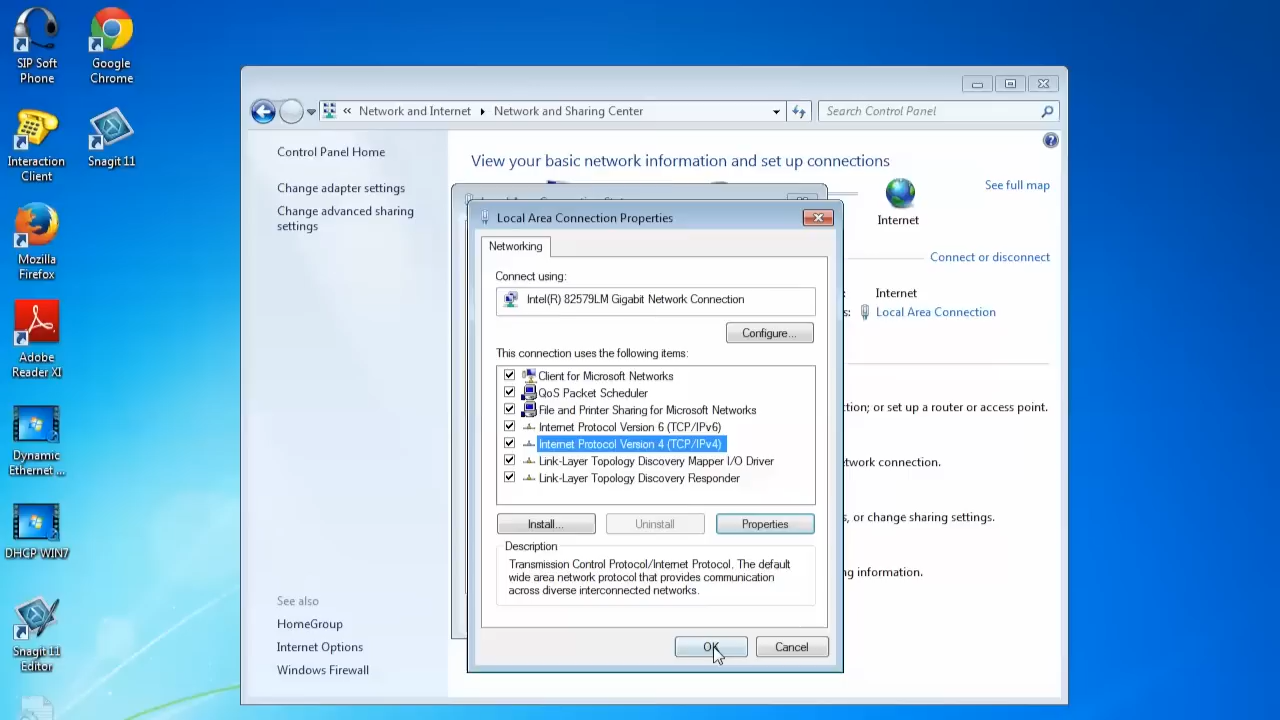 SIP Soft
Phone
Google
Chrome
Interaction
Client
Snagit 11
Mozilla
Firefox
Adobe
Reader XI
Dynamic
Ethernet ...
DHCP-WIN7
Snagit 11
Editor
« Network and Internet ▸ Network and Sharing Center
Search Control Panel
Control Panel Home
Change adapter settings
Change advanced sharing
settings
See also
HomeGroup
Internet Options
Windows Firewall
View your basic network information and set up connections
See full map
Internet
Connect or disconnect
Internet
Local Area Connection
tion; or set up a router or access point.
twork connection.
s, or change sharing settings.
ng information.
Local Area Connection Properties
Networking
Connect using:
Intel(R) 82579LM Gigabit Network Connection
Configure...
This connection uses the following items:
Client for Microsoft Networks
QoS Packet Scheduler
File and Printer Sharing for Microsoft Networks
Internet Protocol Version 6 (TCP/IPv6)
Internet Protocol Version 4 (TCP/IPv4)
Link-Layer Topology Discovery Mapper I/O Driver
Link-Layer Topology Discovery Responder
Install...
Uninstall
Properties
Description
Transmission Control Protocol/Internet Protocol. The default
wide area network protocol that provides communication
across diverse interconnected networks.
OK
Cancel